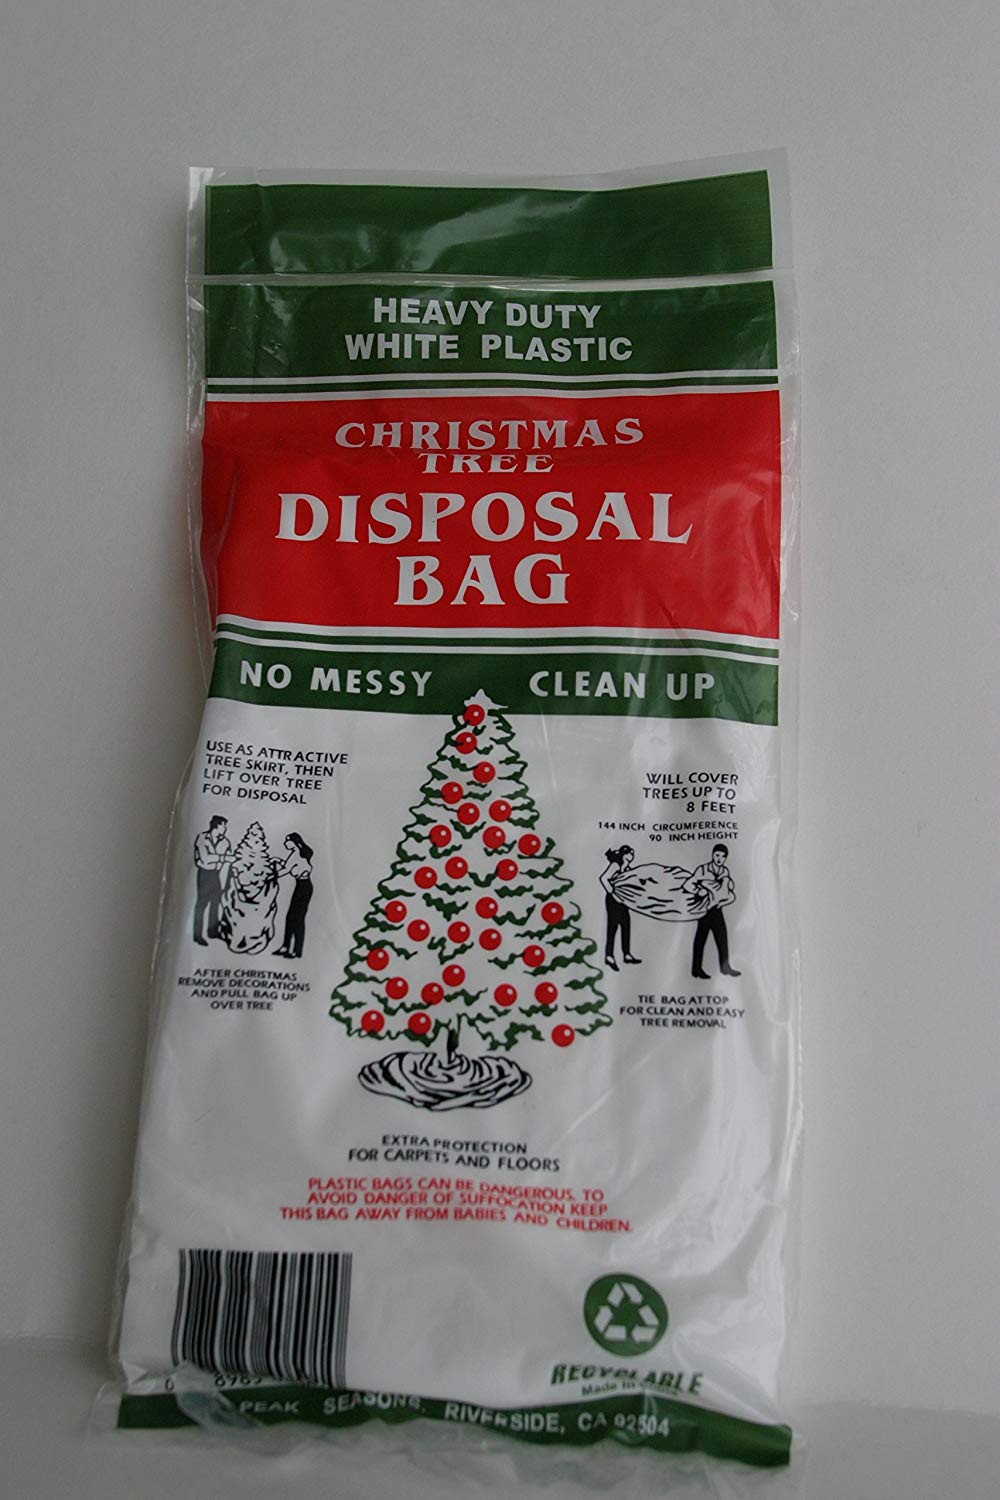 HEAVY DUTY
WHITE PLASTIC
CHRISTMAS
TREE
DISPOSAL
BAG
NO MESSY CLEAN UP
USE AS ATTRACTIVE
TREE SKIRT, THEN
LIFT OVER TREE
FOR DISPOSAL
AFTER CHRISTMAS
REMOVE DECORATIONS
AND PULL BAG UP
OVER TREE
WILL COVER
TREES UP TO
8 FEET
144 INCH CIRCUMFERENCE
90 INCH HEIGHT
TIE BAG AT TOP
FOR CLEAN AND EASY
TREE REMOVAL
EXTRA PROTECTION
FOR CARPETS AND FLOORS
PLASTIC BAGS CAN BE DANGEROUS, TO
AVOID DANGER OF SUFFOCATION KEEP
THIS BAG AWAY FROM BABIES AND CHILDREN.
RECYCLABLE
Made in
PEAK SEASONS, RIVERSIDE, CA 92504